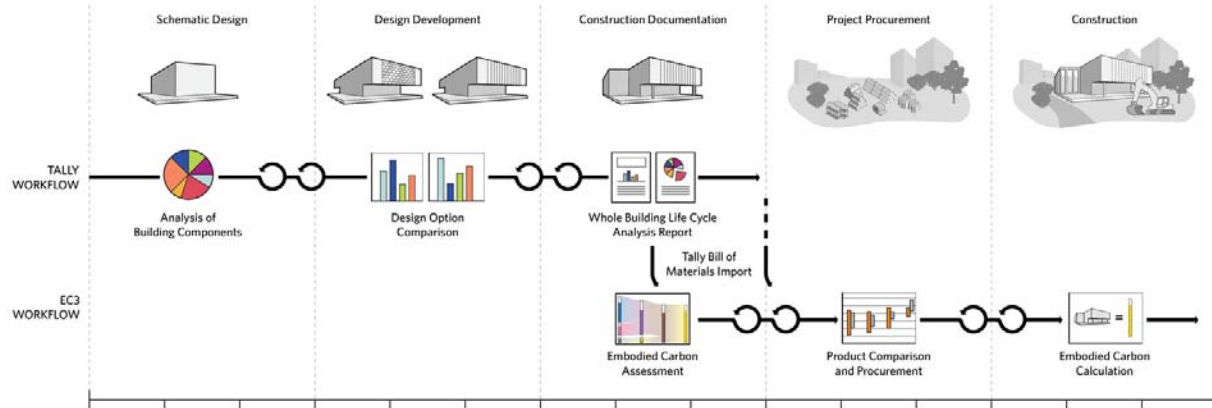 Schematic Design
Design Development
Construction Documentation
Project Procurement
Construction
TALLY
WORKFLOW
Analysis of
Building Components
Design Option
Comparison
Whole Building Life Cycle
Analysis Report
Tally Bill of
Materials Import
EC3
WORKFLOW
Embodied Carbon
Assessment
Product Comparison
and Procurement
=
Embodied Carbon
Calculation